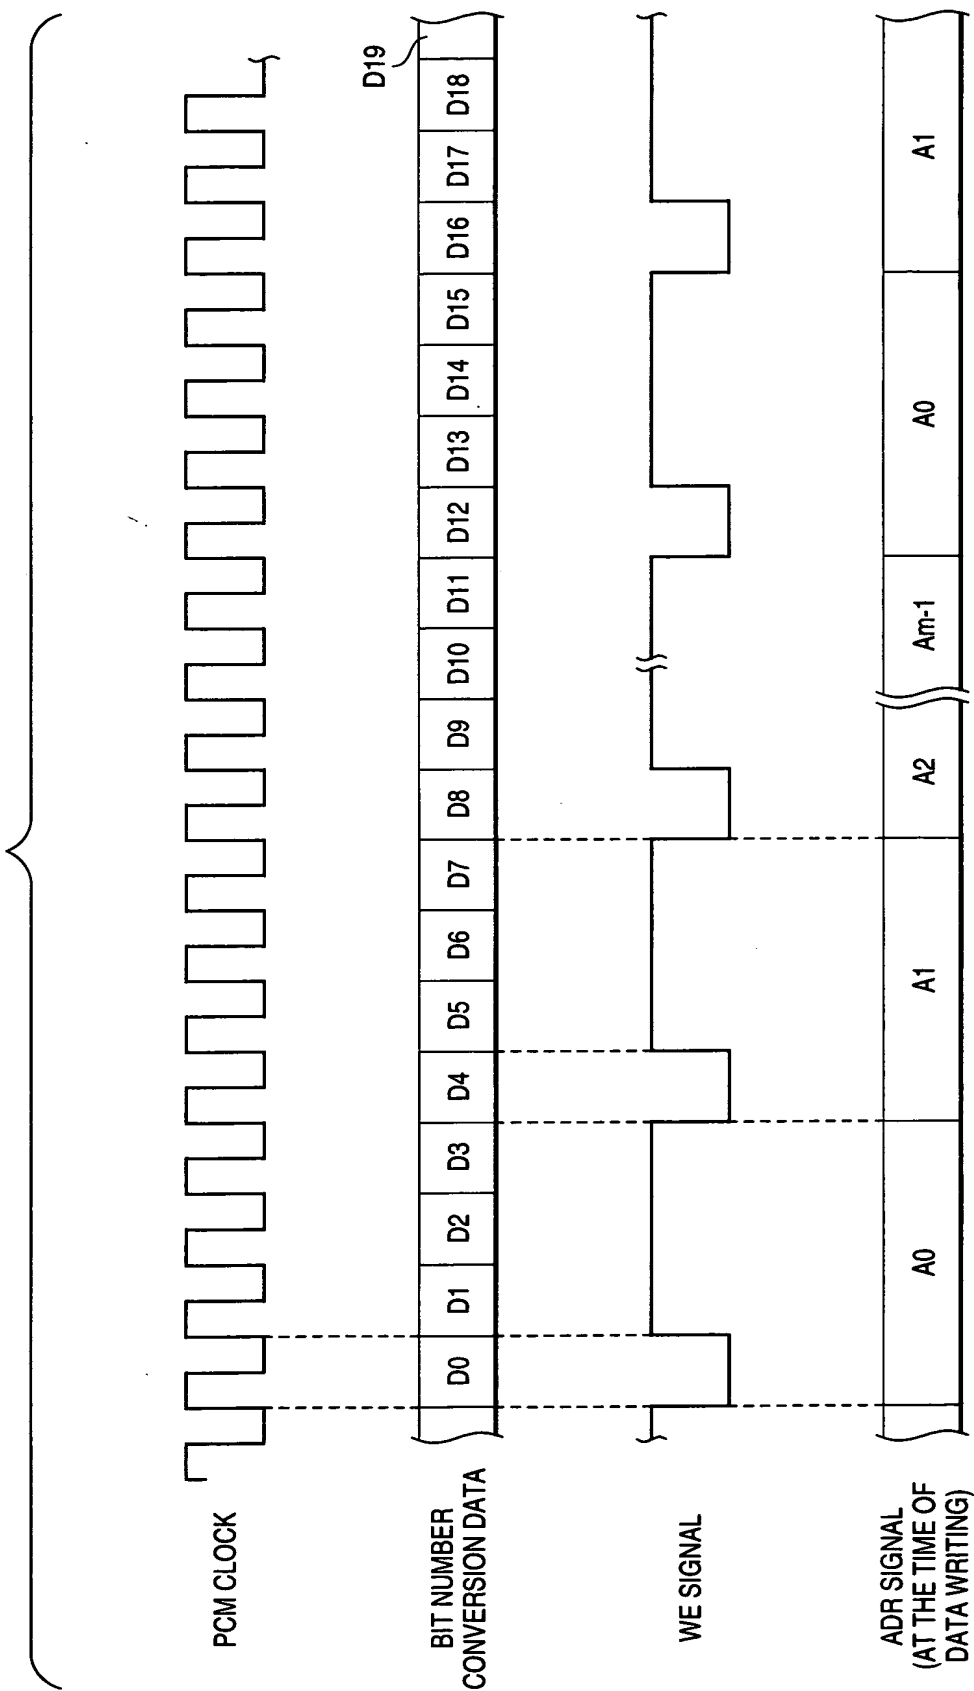 PCM CLOCK
BIT NUMBER
CONVERSION DATA
D0 D1 D2 D3 D4 D5 D6 D7 D8 D9 D10 D11 D12 D13 D14 D15 D16 D17 D18
D19
WE SIGNAL
ADR SIGNAL
(AT THE TIME OF
DATA WRITING)
A0 A1 A2 Am-1 A0 A1